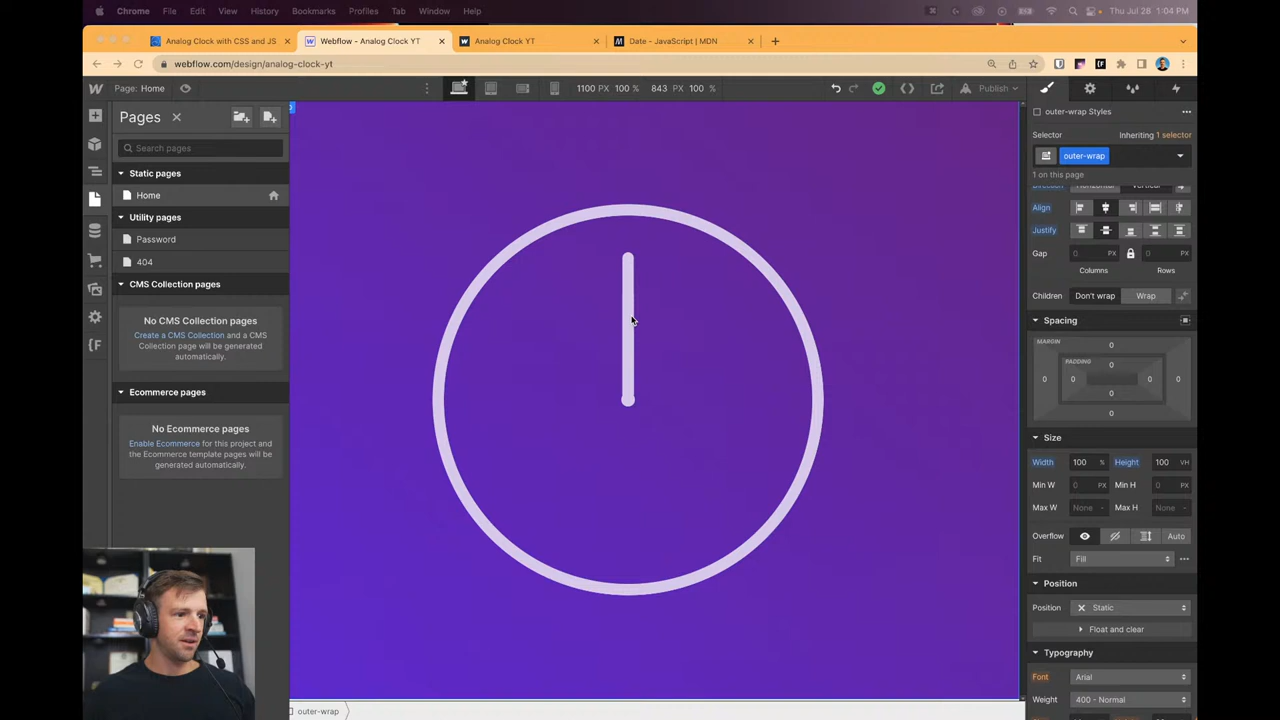 Chrome File Edit View History Bookmarks Profiles Tab Window Help Thu Jul 28 1:04 PM
Analog Clock with CSS and JS × Webflow - Analog Clock YT × Analog Clock YT × Date - JavaScript | MDN × +
webflow.com/design/analog-clock-yt
Page: Home 1100 PX 100 % 843 PX 100 % Publish
Pages ×
Search pages
Static pages
Home
Utility pages
Password
404
CMS Collection pages
No CMS Collection pages
Create a CMS Collection and a CMS
Collection page will be generated
automatically.
Ecommerce pages
No Ecommerce pages
Enable Ecommerce for this project and
the Ecommerce template pages will be
generated automatically.
outer-wrap
outer-wrap Styles
Selector Inheriting 1 selector
outer-wrap
1 on this page
Direction Horizontal Vertical
Align
Justify
Gap 0 PX 0 PX
Columns Rows
Children Don't wrap Wrap
Spacing
MARGIN 0
PADDING 0
0 0 0 0
0
0
Size
Width 100 % Height 100 VH
Min W 0 PX Min H 0 PX
Max W None - Max H None -
Overflow Auto
Fit Fill
Position
Position Static
Float and clear
Typography
Font Arial
Weight 400 - Normal